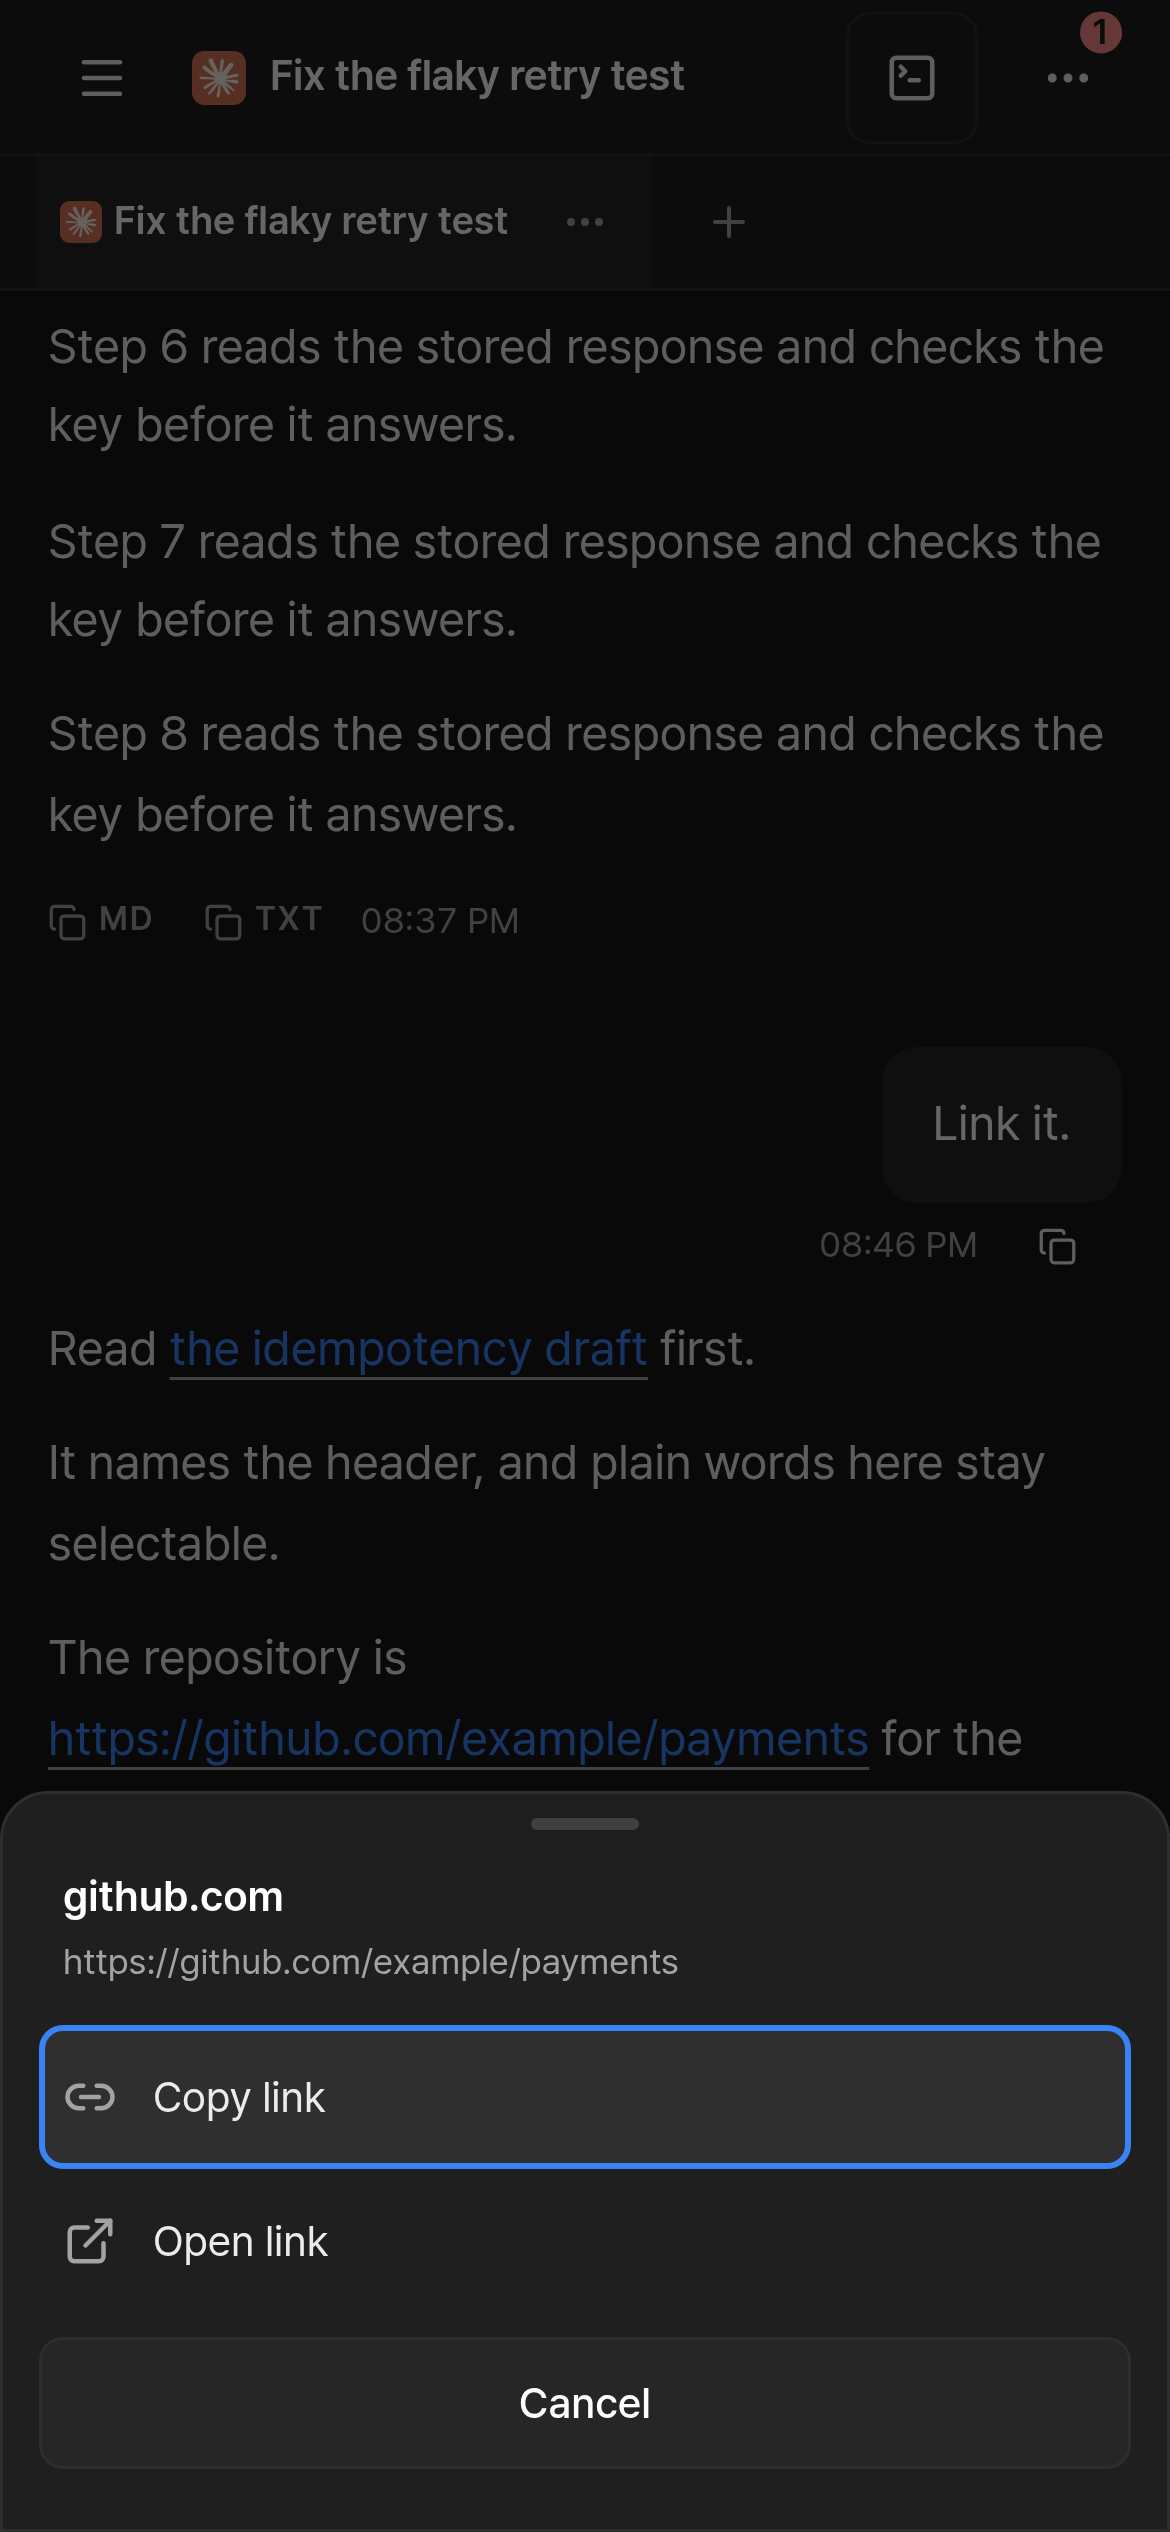 Fix the flaky retry test
1
Fix the flaky retry test
Step 6 reads the stored response and checks the
key before it answers.
Step 7 reads the stored response and checks the
key before it answers.
Step 8 reads the stored response and checks the
key before it answers.
MD TXT 08:37 PM
Link it.
08:46 PM
Read the idempotency draft first.
It names the header, and plain words here stay
selectable.
The repository is
https://github.com/example/payments for the
github.com
https://github.com/example/payments
Copy link
Open link
Cancel